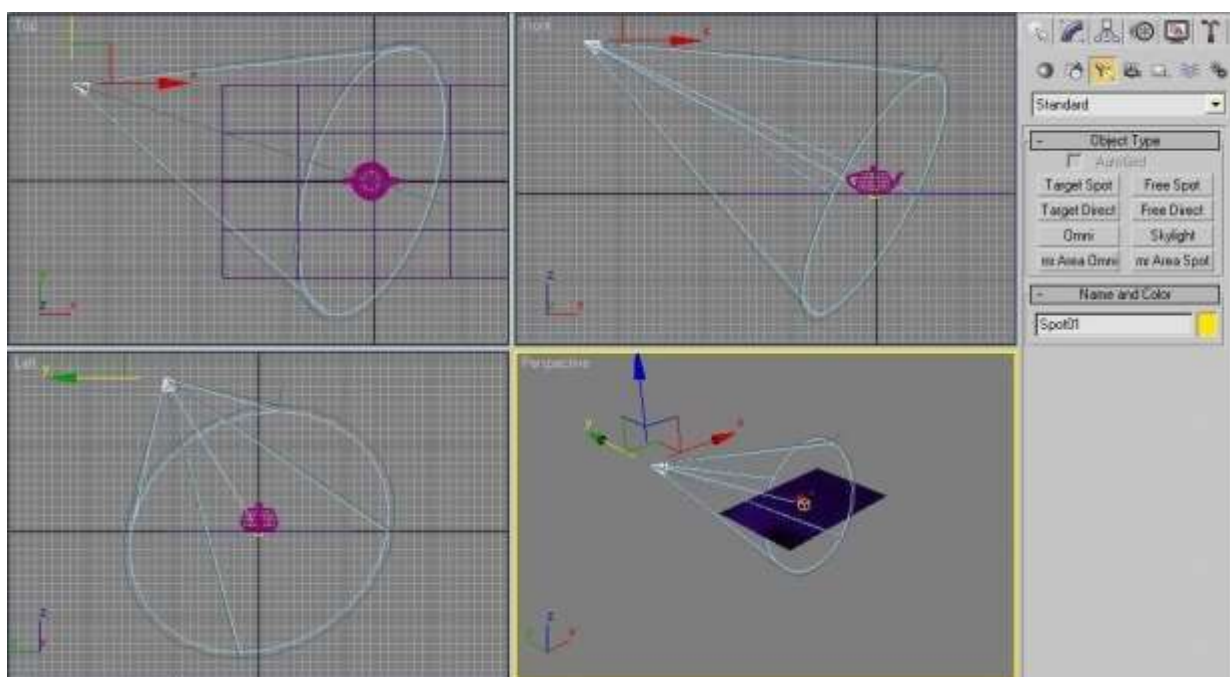 Top
Front
Standard
- Object Type
AutoGrid
Target Spot Free Spot
Target Direct Free Direct
Omni Skylight
mr Area Omni mr Area Spot
- Name and Color
Spot01
Left
Perspective
x
x
y
x
z
z
x
y
y
x
z
z
x